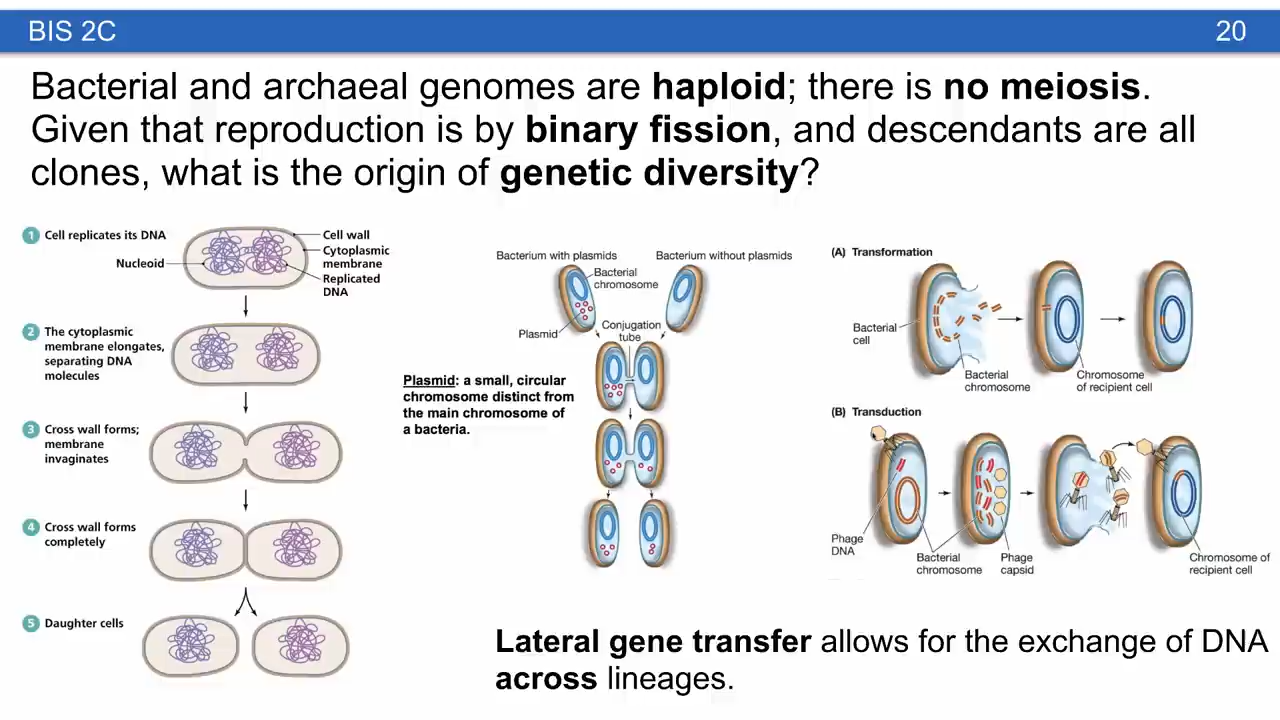 BIS 2C
20
Bacterial and archaeal genomes are haploid; there is no meiosis.
Given that reproduction is by binary fission, and descendants are all
clones, what is the origin of genetic diversity?
1 Cell replicates its DNA
Nucleoid
Cell wall
Cytoplasmic
membrane
Replicated
DNA
2 The cytoplasmic
membrane elongates,
separating DNA
molecules
3 Cross wall forms;
membrane
invaginates
4 Cross wall forms
completely
5 Daughter cells
Bacterium with plasmids
Bacterium without plasmids
Bacterial
chromosome
Plasmid
Conjugation
tube
Plasmid: a small, circular
chromosome distinct from
the main chromosome of
a bacteria.
(A) Transformation
Bacterial
cell
Bacterial
chromosome
Chromosome
of recipient cell
(B) Transduction
Phage
DNA
Bacterial
chromosome
Phage
capsid
Chromosome of
recipient cell
Lateral gene transfer allows for the exchange of DNA
across lineages.